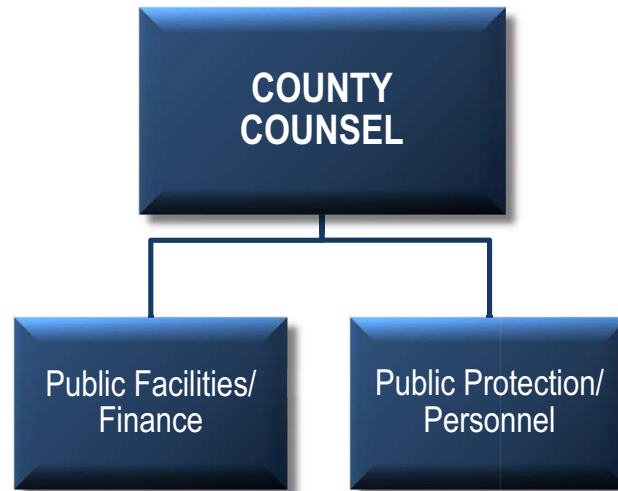 COUNTY
COUNSEL
Public Facilities/
Finance
Public Protection/
Personnel